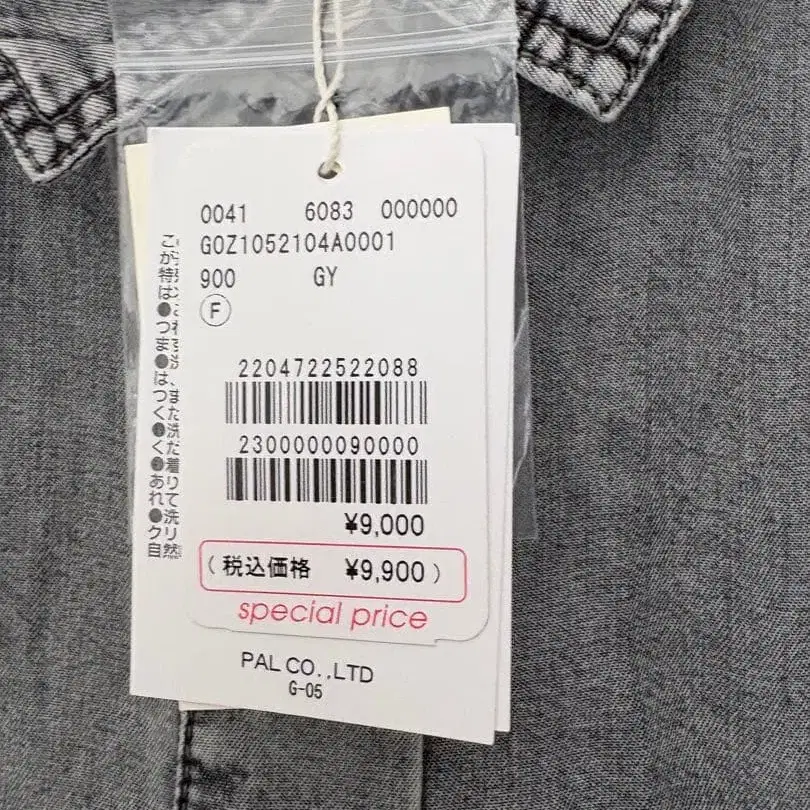 0041 6083 000000
G0Z1052104A0001
900 GY
F
2204722522088
2300000090000
¥9,000
(税込価格 ¥9,900)
special price
PAL CO.,LTD
G-05